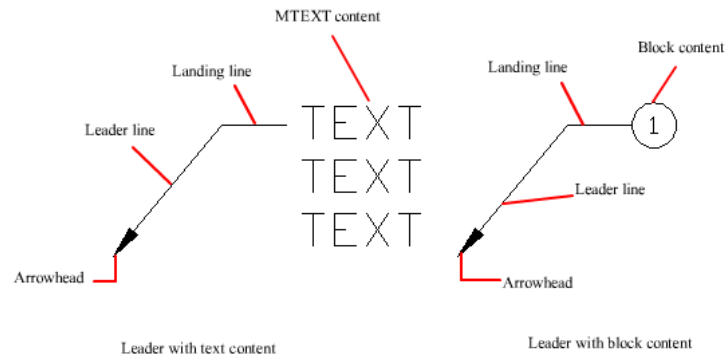 MTEXT content
Landing line
Leader line
TEXT
TEXT
TEXT
Arrowhead
Leader with text content
Block content
Landing line
1
Leader line
Arrowhead
Leader with block content